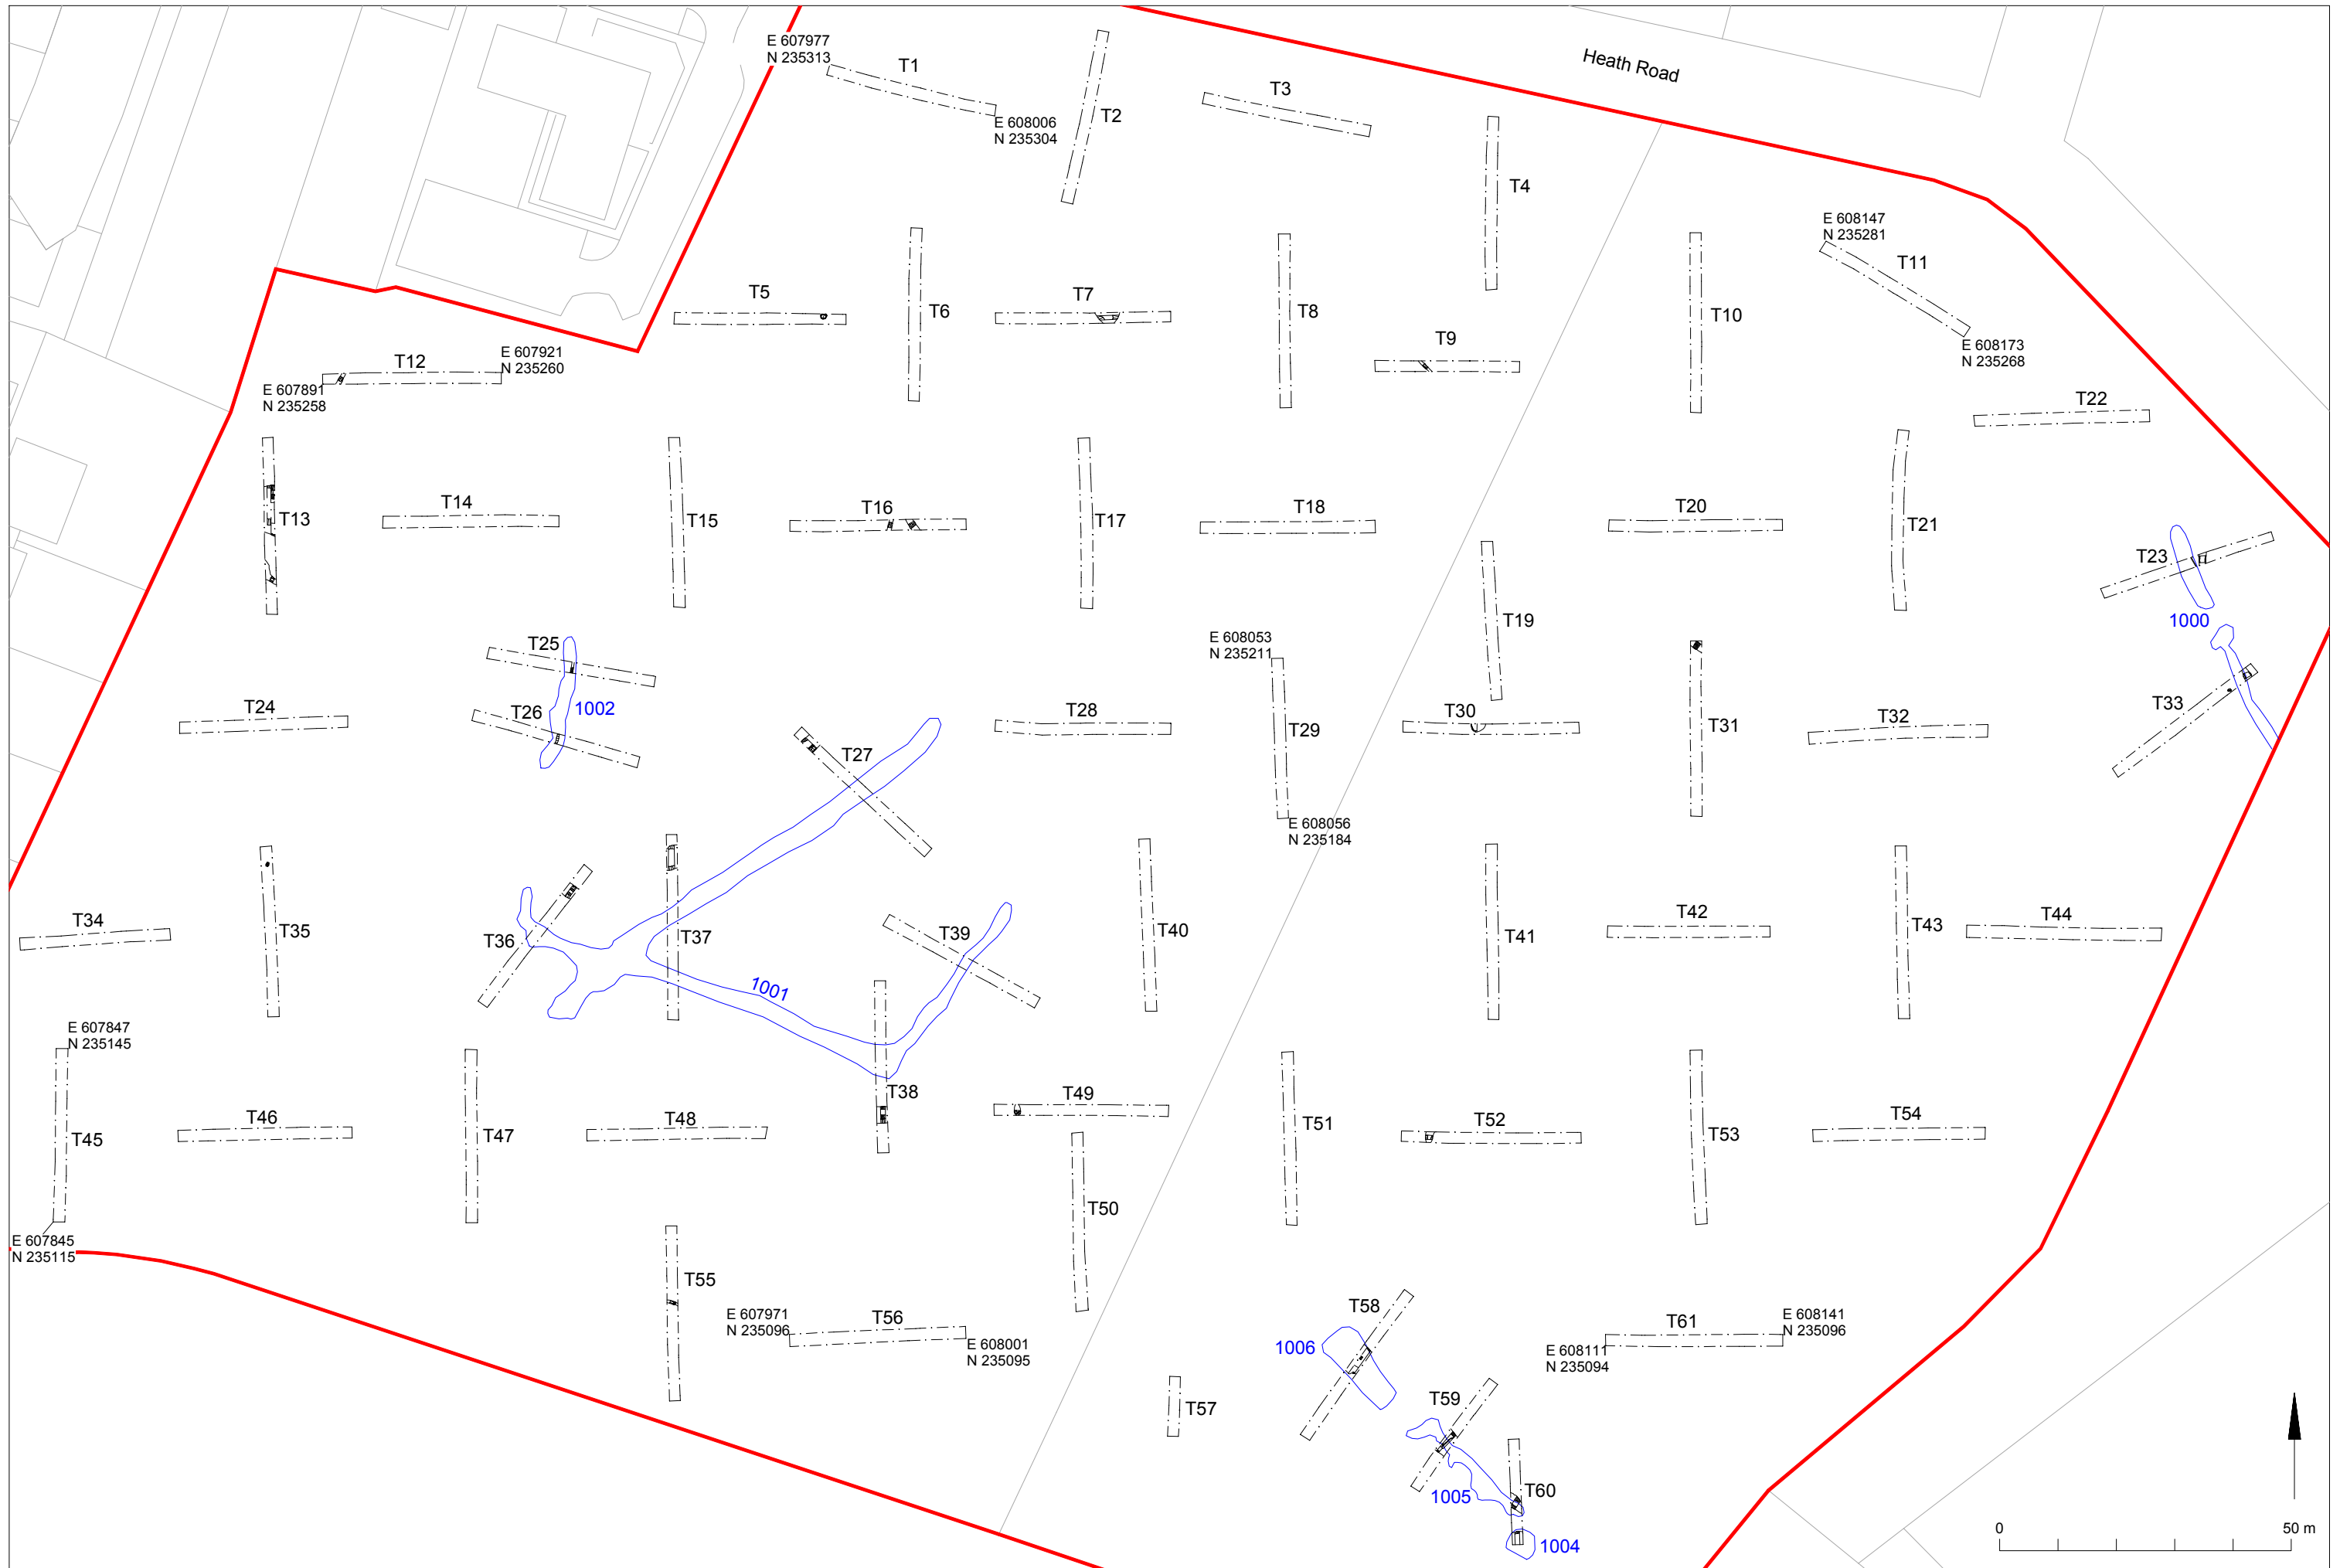 E 607977
N 235313
T1
E 608006
N 235304
T2
T3
Heath Road
T4
E 608147
N 235281
T11
E 608173
N 235268
T5
T6
T7
T8
T9
T10
T12
E 607921
N 235260
E 607891
N 235258
T22
T13
T14
T15
T16
T17
T18
T20
T21
T23
1000
T19
E 608053
N 235211
T25
1002
T26
T24
T27
T28
T29
T30
T31
T32
T33
E 608056
N 235184
T34
T35
T36
T37
T39
T40
T41
T42
T43
T44
1001
E 607847
N 235145
T45
T46
T47
T48
T38
T49
T51
T52
T53
T54
T50
E 607845
N 235115
T55
E 607971
N 235096
T56
E 608001
N 235095
T58
1006
T61
E 608141
N 235096
E 608111
N 235094
T57
T59
1005
T60
1004
0
50 m